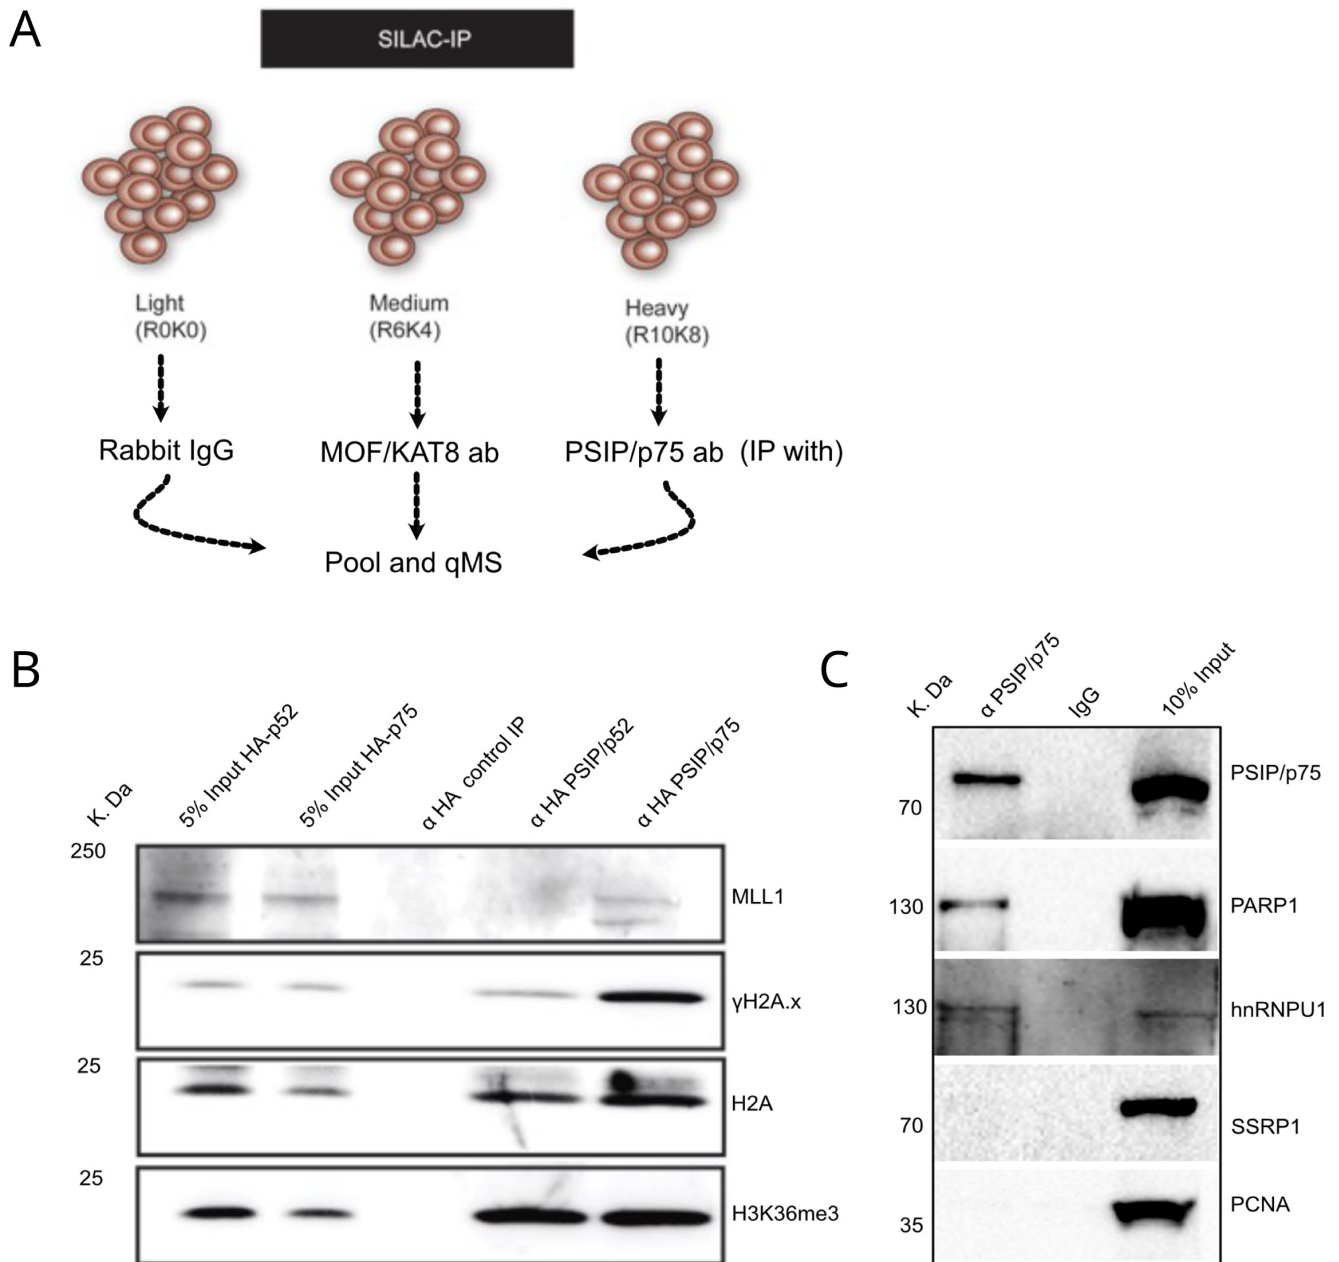 A
SILAC-IP
Light
(R0K0)
Medium
(R6K4)
Heavy
(R10K8)
Rabbit IgG
MOF/KAT8 ab
PSIP/p75 ab (IP with)
Pool and qMS
B
K. Da
5% Input HA-p52
5% Input HA-p75
α HA control IP
α HA PSIP/p52
α HA PSIP/p75
250
MLL1
25
γH2A.x
25
H2A
25
H3K36me3
C
K. Da
α PSIP/p75
IgG
10% Input
PSIP/p75
70
130
PARP1
130
hnRNPU1
70
SSRP1
35
PCNA